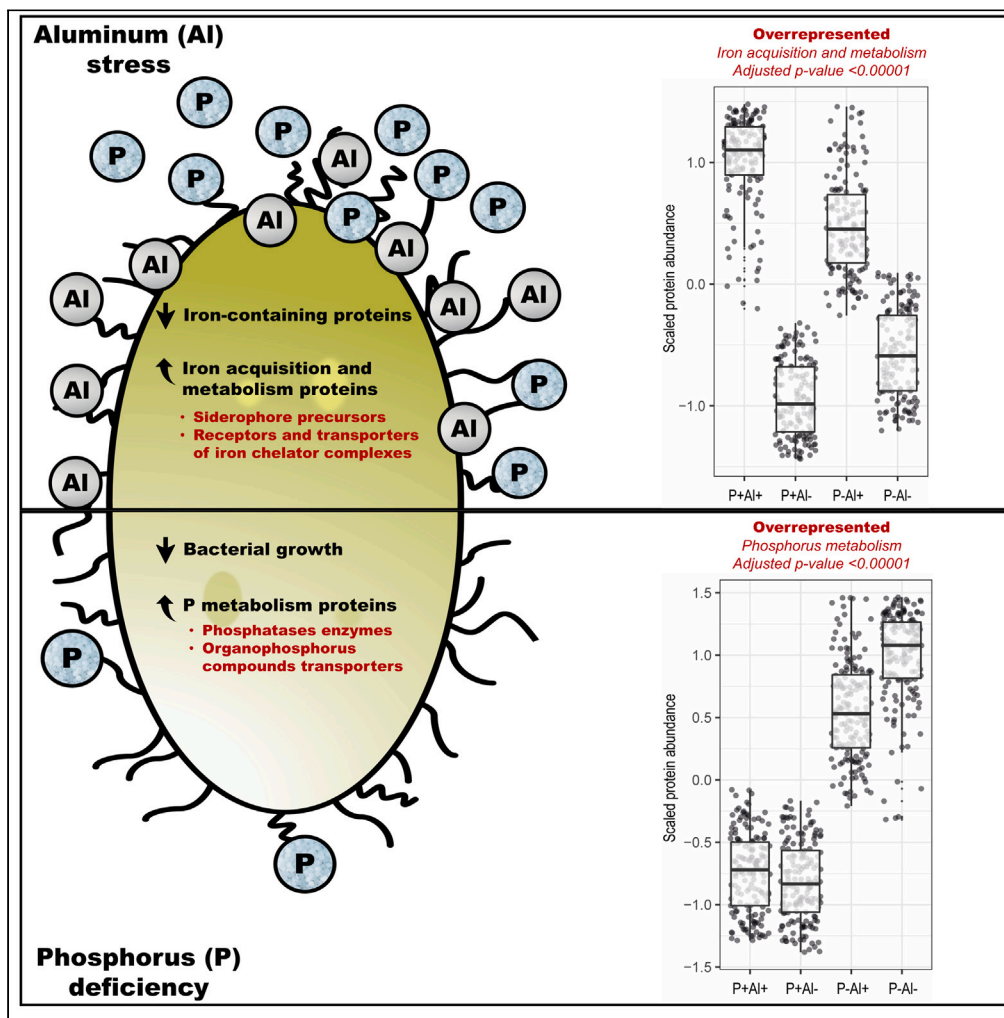 Aluminum (Al)
stress
P
P
P
P
Al
P
P
P
Al
P
Al
Al
Al
Al
Al
P
Al
Al
P
Al
↓ Iron-containing proteins
↑ Iron acquisition and
metabolism proteins
• Siderophore precursors
• Receptors and transporters
of iron chelator complexes
Overrepresented
Iron acquisition and metabolism
Adjusted p-value <0.00001
Scaled protein abundance
1.0
0.0
−1.0
P+Al+ P+Al- P-Al+ P-Al-
↓ Bacterial growth
↑ P metabolism proteins
• Phosphatases enzymes
• Organophosphorus
compounds transporters
P
P
Phosphorus (P)
deficiency
Overrepresented
Phosphorus metabolism
Adjusted p-value <0.00001
Scaled protein abundance
1.5
1.0
0.5
0.0
−0.5
−1.0
−1.5
P+Al+ P+Al- P-Al+ P-Al-